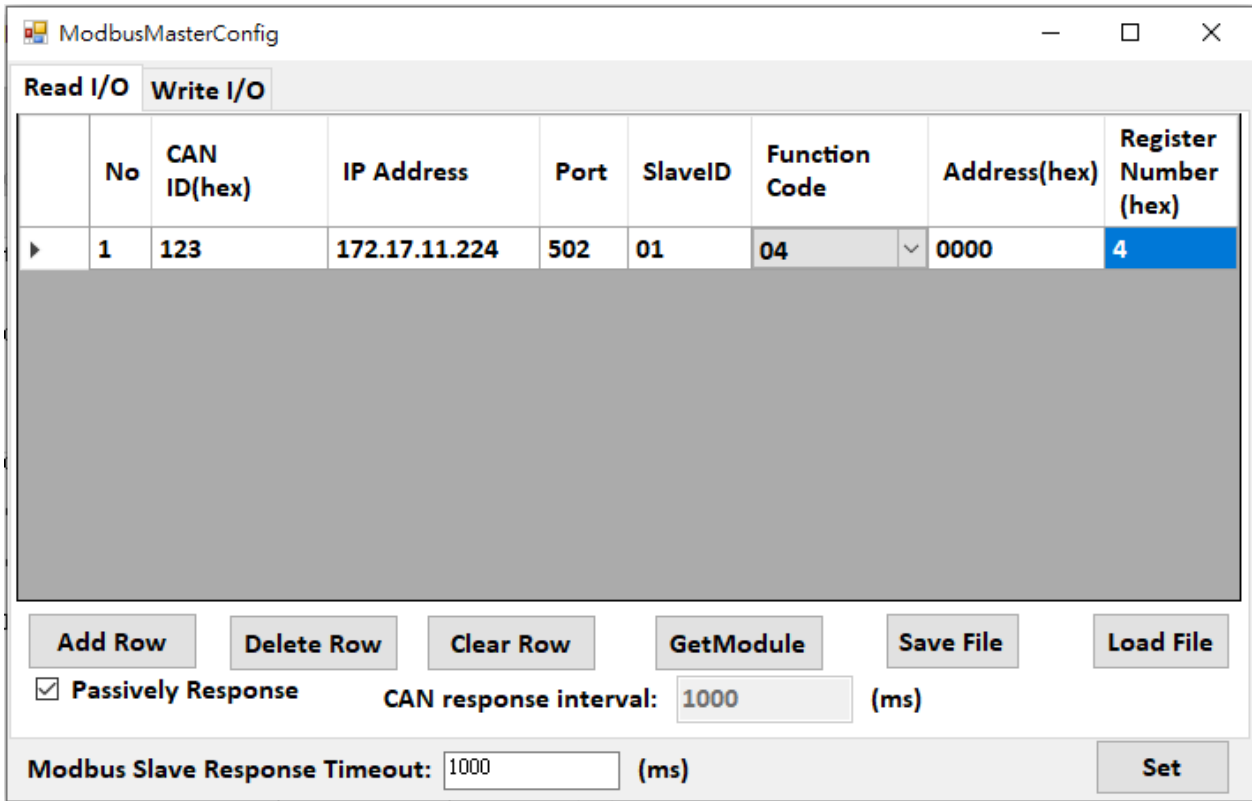 ModbusMasterConfig
Read I/O Write I/O
No CAN ID(hex) IP Address Port SlaveID Function Code Address(hex) Register Number (hex)
1 123 172.17.11.224 502 01 04 0000 4
Add Row Delete Row Clear Row GetModule Save File Load File
Passively Response CAN response interval: 1000 (ms)
Modbus Slave Response Timeout: 1000 (ms) Set